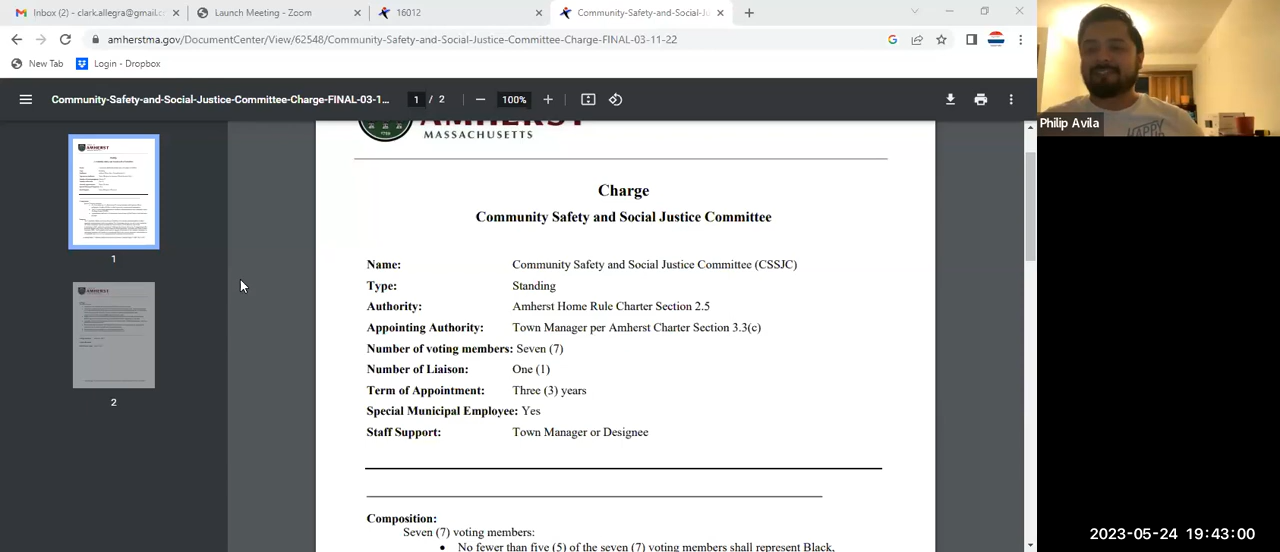 Inbox (2) - clark.allegra@gmail.c
Launch Meeting - Zoom
16012
Community-Safety-and-Social-Ju
amherstma.gov/DocumentCenter/View/62548/Community-Safety-and-Social-Justice-Committee-Charge-FINAL-03-11-22
New Tab
Login - Dropbox
Community-Safety-and-Social-Justice-Committee-Charge-FINAL-03-1...
1 / 2
100%
Philip Avila
HAPPY
AMHERST
MASSACHUSETTS
Charge
Community Safety and Social Justice Committee
Name: Community Safety and Social Justice Committee (CSSJC)
Type: Standing
Authority: Amherst Home Rule Charter Section 2.5
Appointing Authority: Town Manager per Amherst Charter Section 3.3(c)
Number of voting members: Seven (7)
Number of Liaison: One (1)
Term of Appointment: Three (3) years
Special Municipal Employee: Yes
Staff Support: Town Manager or Designee
Composition:
Seven (7) voting members:
• No fewer than five (5) of the seven (7) voting members shall represent Black,
1
2
2023-05-24 19:43:00